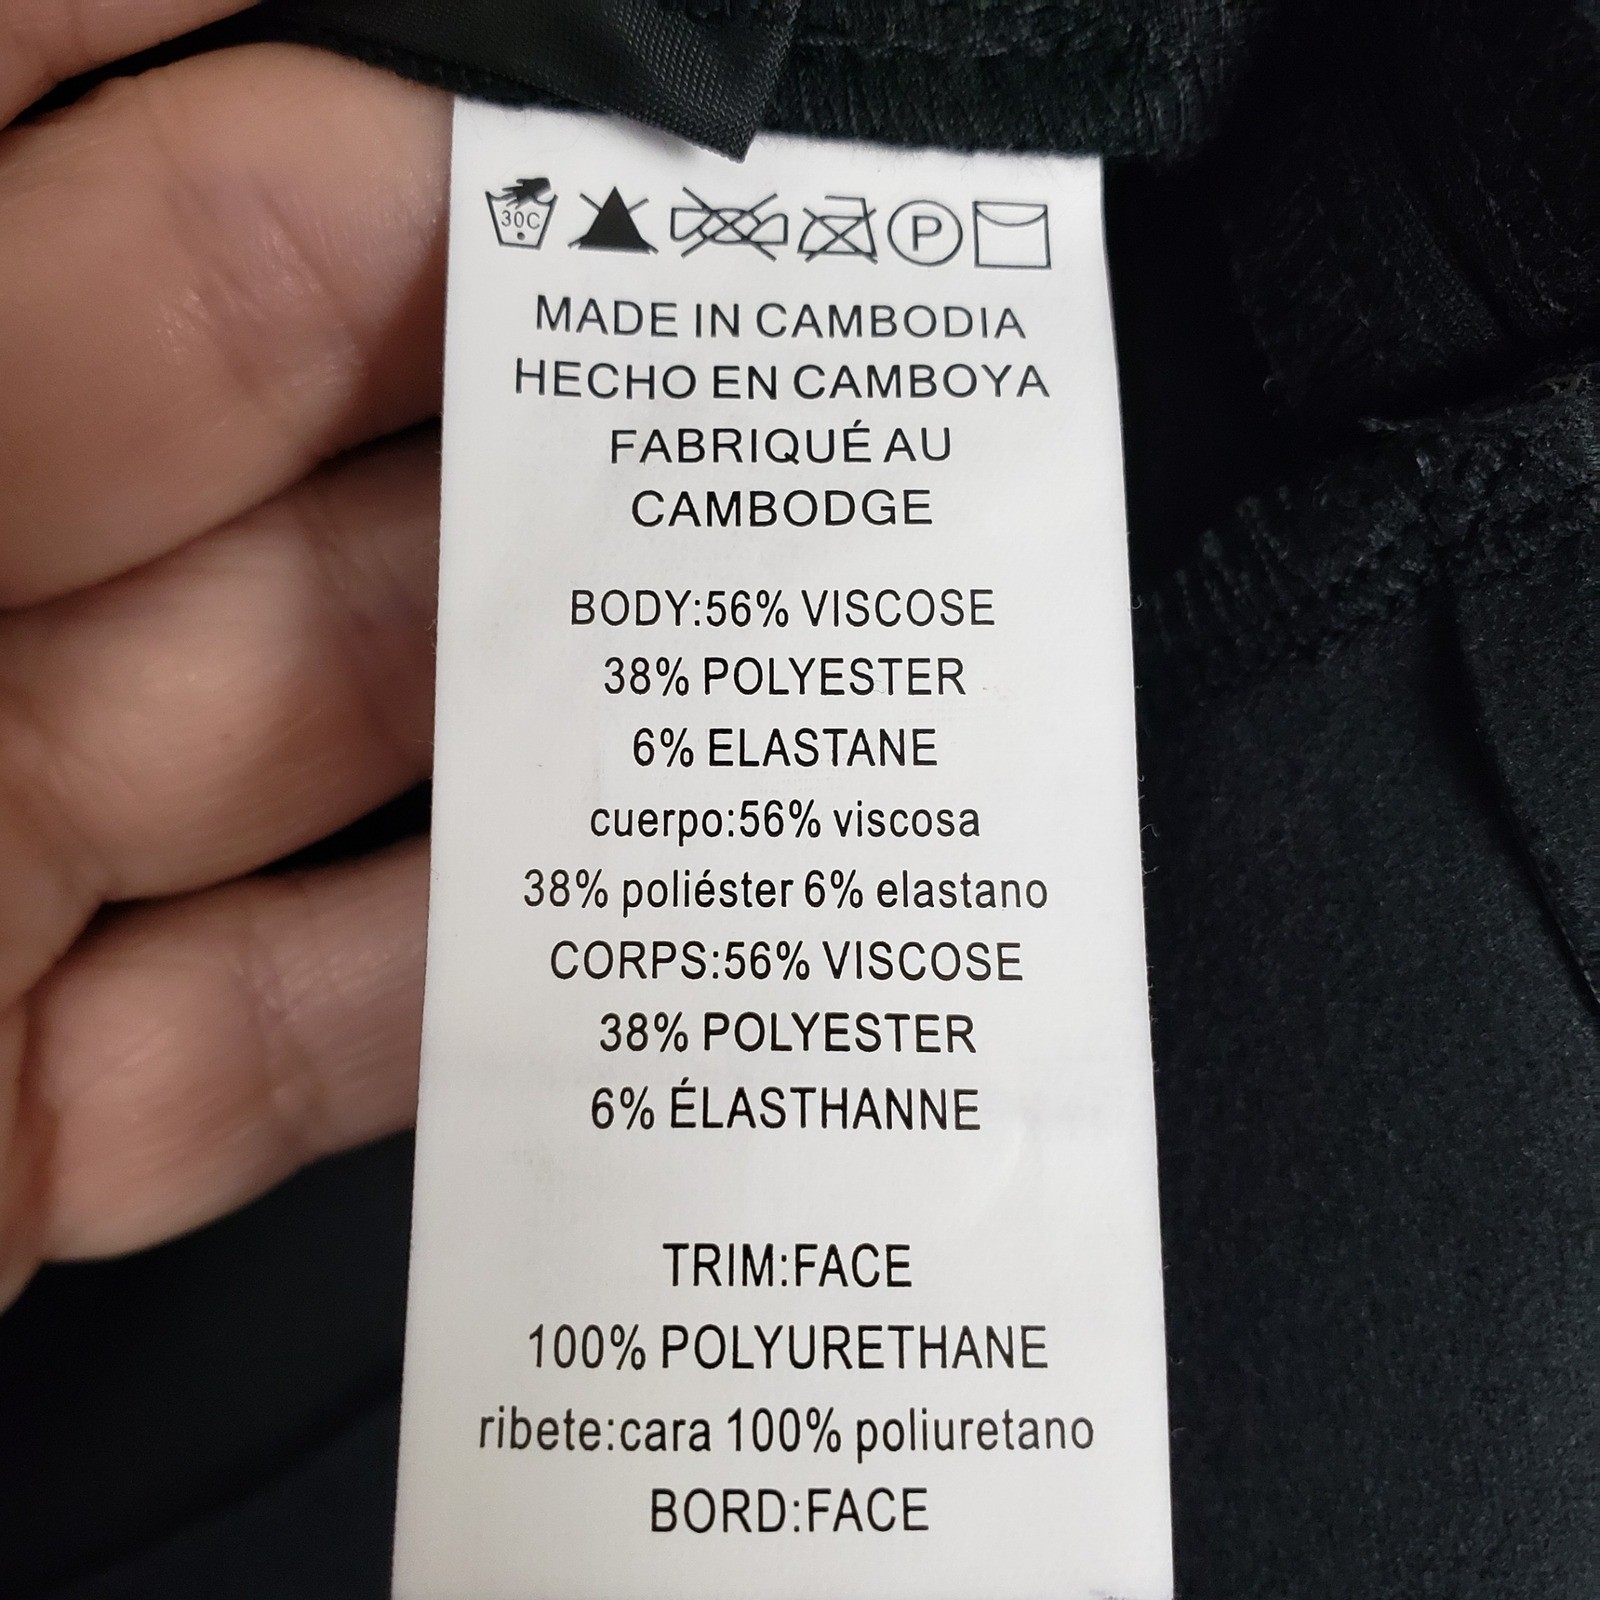 30C
P
MADE IN CAMBODIA
HECHO EN CAMBOYA
FABRIQUÉ AU
CAMBODGE
BODY:56% VISCOSE
38% POLYESTER
6% ELASTANE
cuerpo:56% viscosa
38% poliéster 6% elastano
CORPS:56% VISCOSE
38% POLYESTER
6% ÉLASTHANNE
TRIM:FACE
100% POLYURETHANE
ribete:cara 100% poliuretano
BORD:FACE